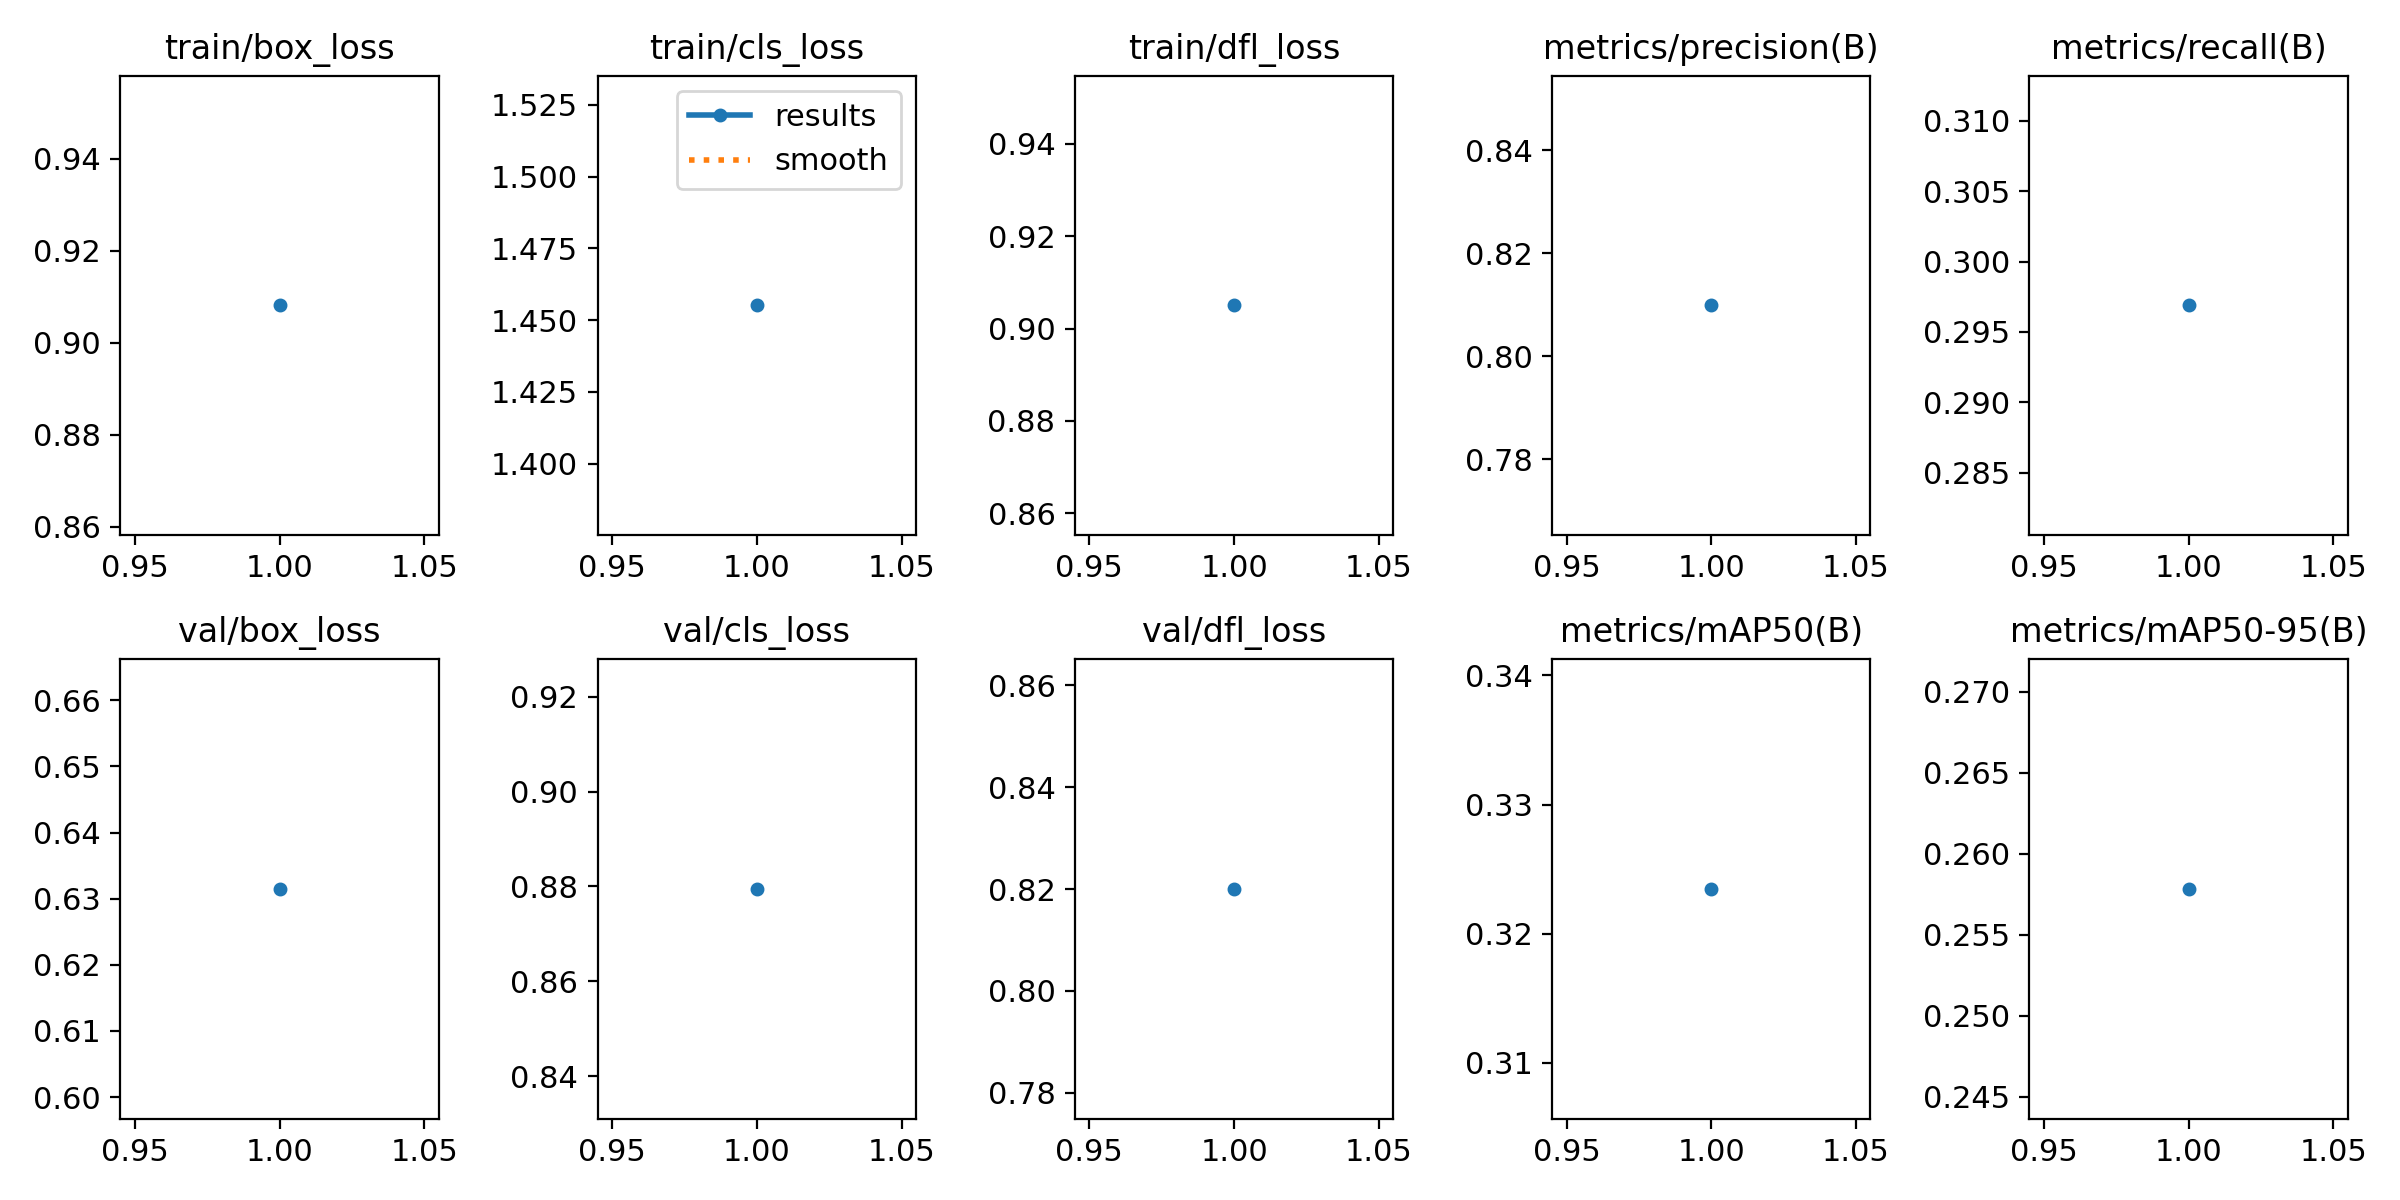 train/box_loss
train/cls_loss
train/dfl_loss
metrics/precision(B)
metrics/recall(B)
0.94
0.92
0.90
0.88
0.86
0.95 1.00 1.05
1.525
1.500
1.475
1.450
1.425
1.400
results
smooth
0.95 1.00 1.05
0.94
0.92
0.90
0.88
0.86
0.95 1.00 1.05
0.84
0.82
0.80
0.78
0.95 1.00 1.05
0.310
0.305
0.300
0.295
0.290
0.285
0.95 1.00 1.05
val/box_loss
val/cls_loss
val/dfl_loss
metrics/mAP50(B)
metrics/mAP50-95(B)
0.66
0.65
0.64
0.63
0.62
0.61
0.60
0.95 1.00 1.05
0.92
0.90
0.88
0.86
0.84
0.95 1.00 1.05
0.86
0.84
0.82
0.80
0.78
0.95 1.00 1.05
0.34
0.33
0.32
0.31
0.95 1.00 1.05
0.270
0.265
0.260
0.255
0.250
0.245
0.95 1.00 1.05